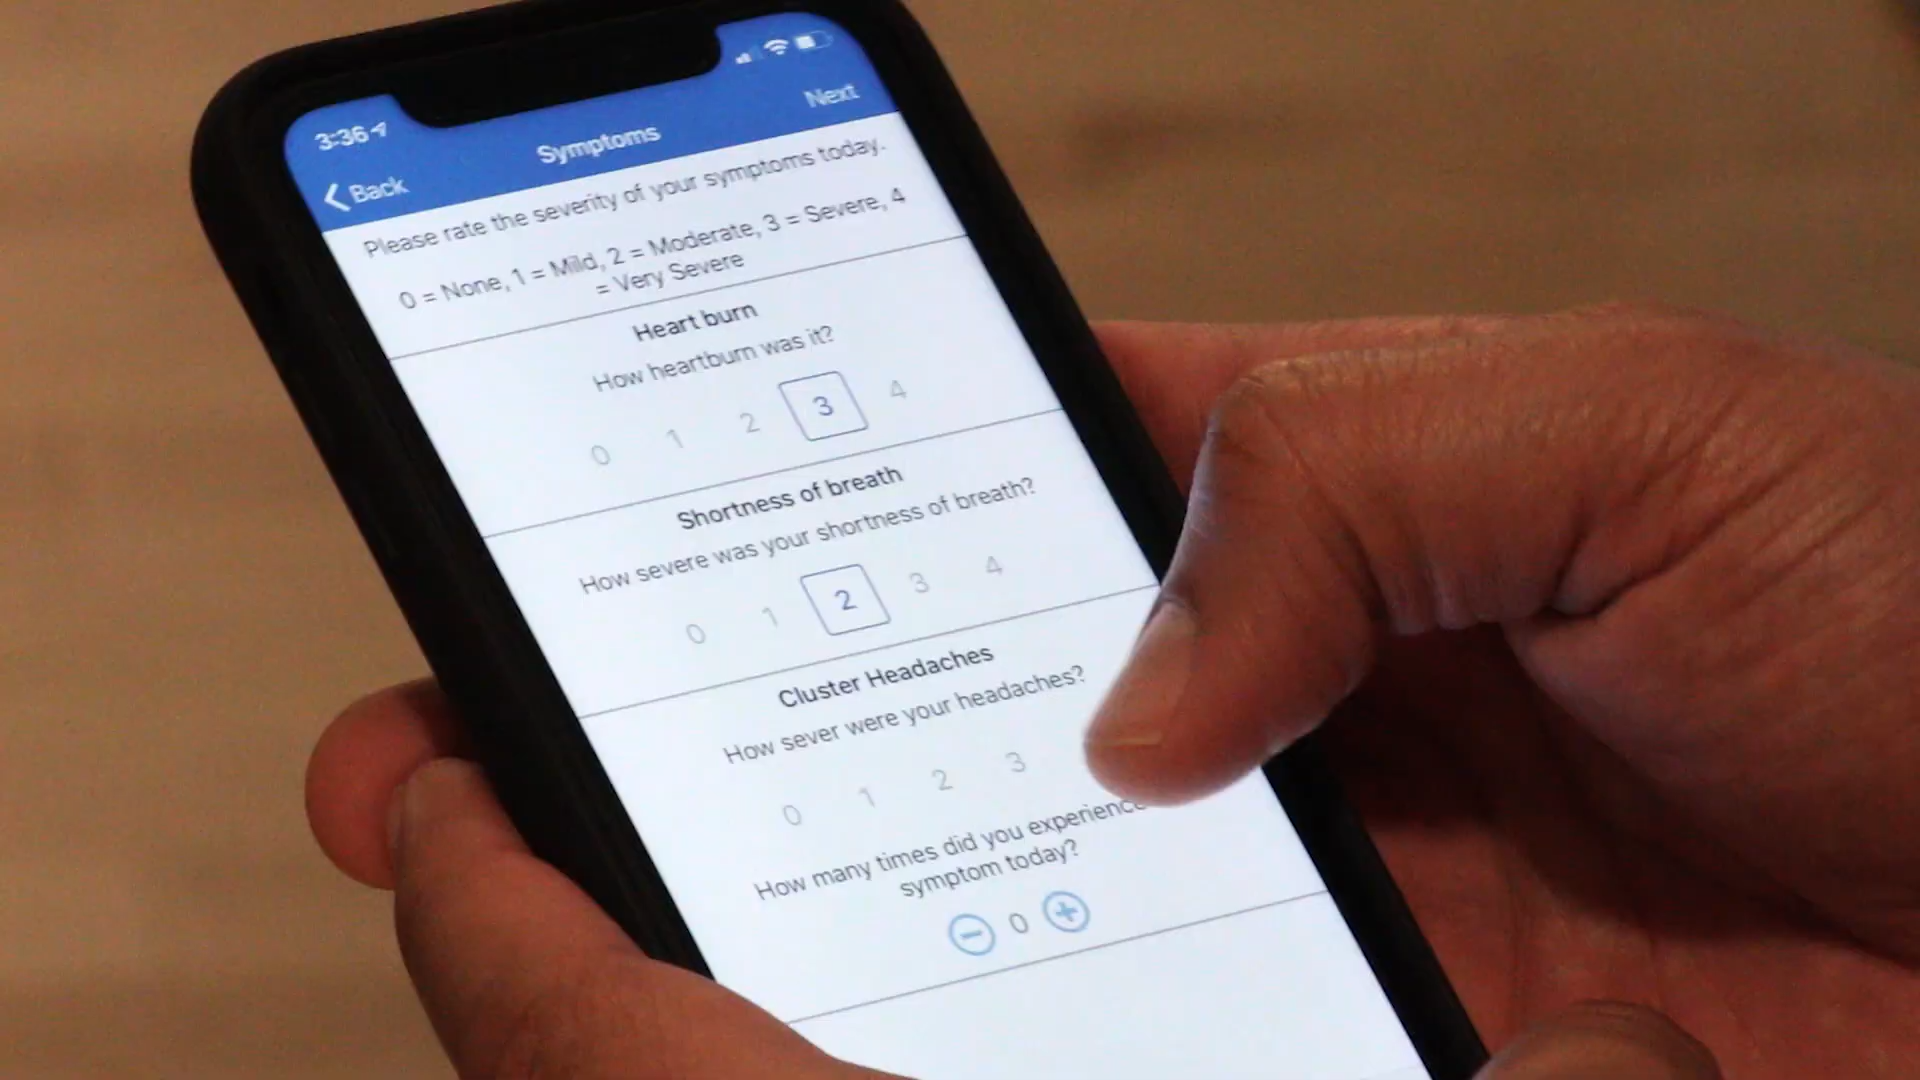 3:36
Next
Symptoms
Back
Please rate the severity of your symptoms today.
0 = None, 1 = Mild, 2 = Moderate, 3 = Severe, 4
= Very Severe
Heart burn
How heartburn was it?
0 1 2 3 4
Shortness of breath
How severe was your shortness of breath?
0 1 2 3 4
Cluster Headaches
How sever were your headaches?
0 1 2 3
How many times did you experience
symptom today?
0